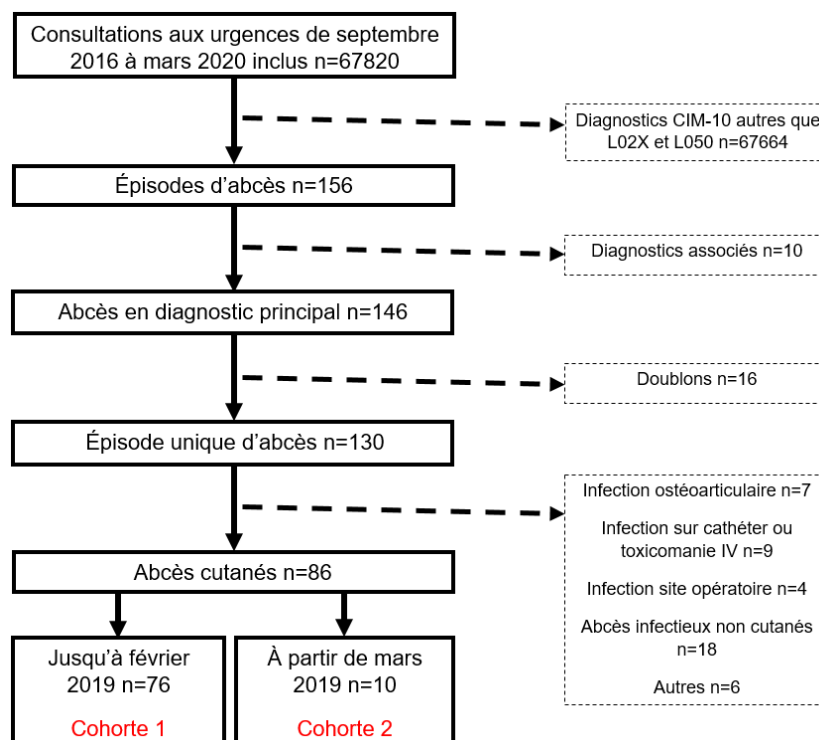 Consultations aux urgences de septembre
2016 à mars 2020 inclus n=67820
Diagnostics CIM-10 autres que
L02X et L050 n=67664
Épisodes d'abcès n=156
Diagnostics associés n=10
Abcès en diagnostic principal n=146
Doublons n=16
Épisode unique d'abcès n=130
Infection ostéoarticulaire n=7
Infection sur cathéter ou
toxicomanie IV n=9
Infection site opératoire n=4
Abcès infectieux non cutanés
n=18
Autres n=6
Abcès cutanés n=86
Jusqu'à février
2019 n=76
Cohorte 1
À partir de mars
2019 n=10
Cohorte 2